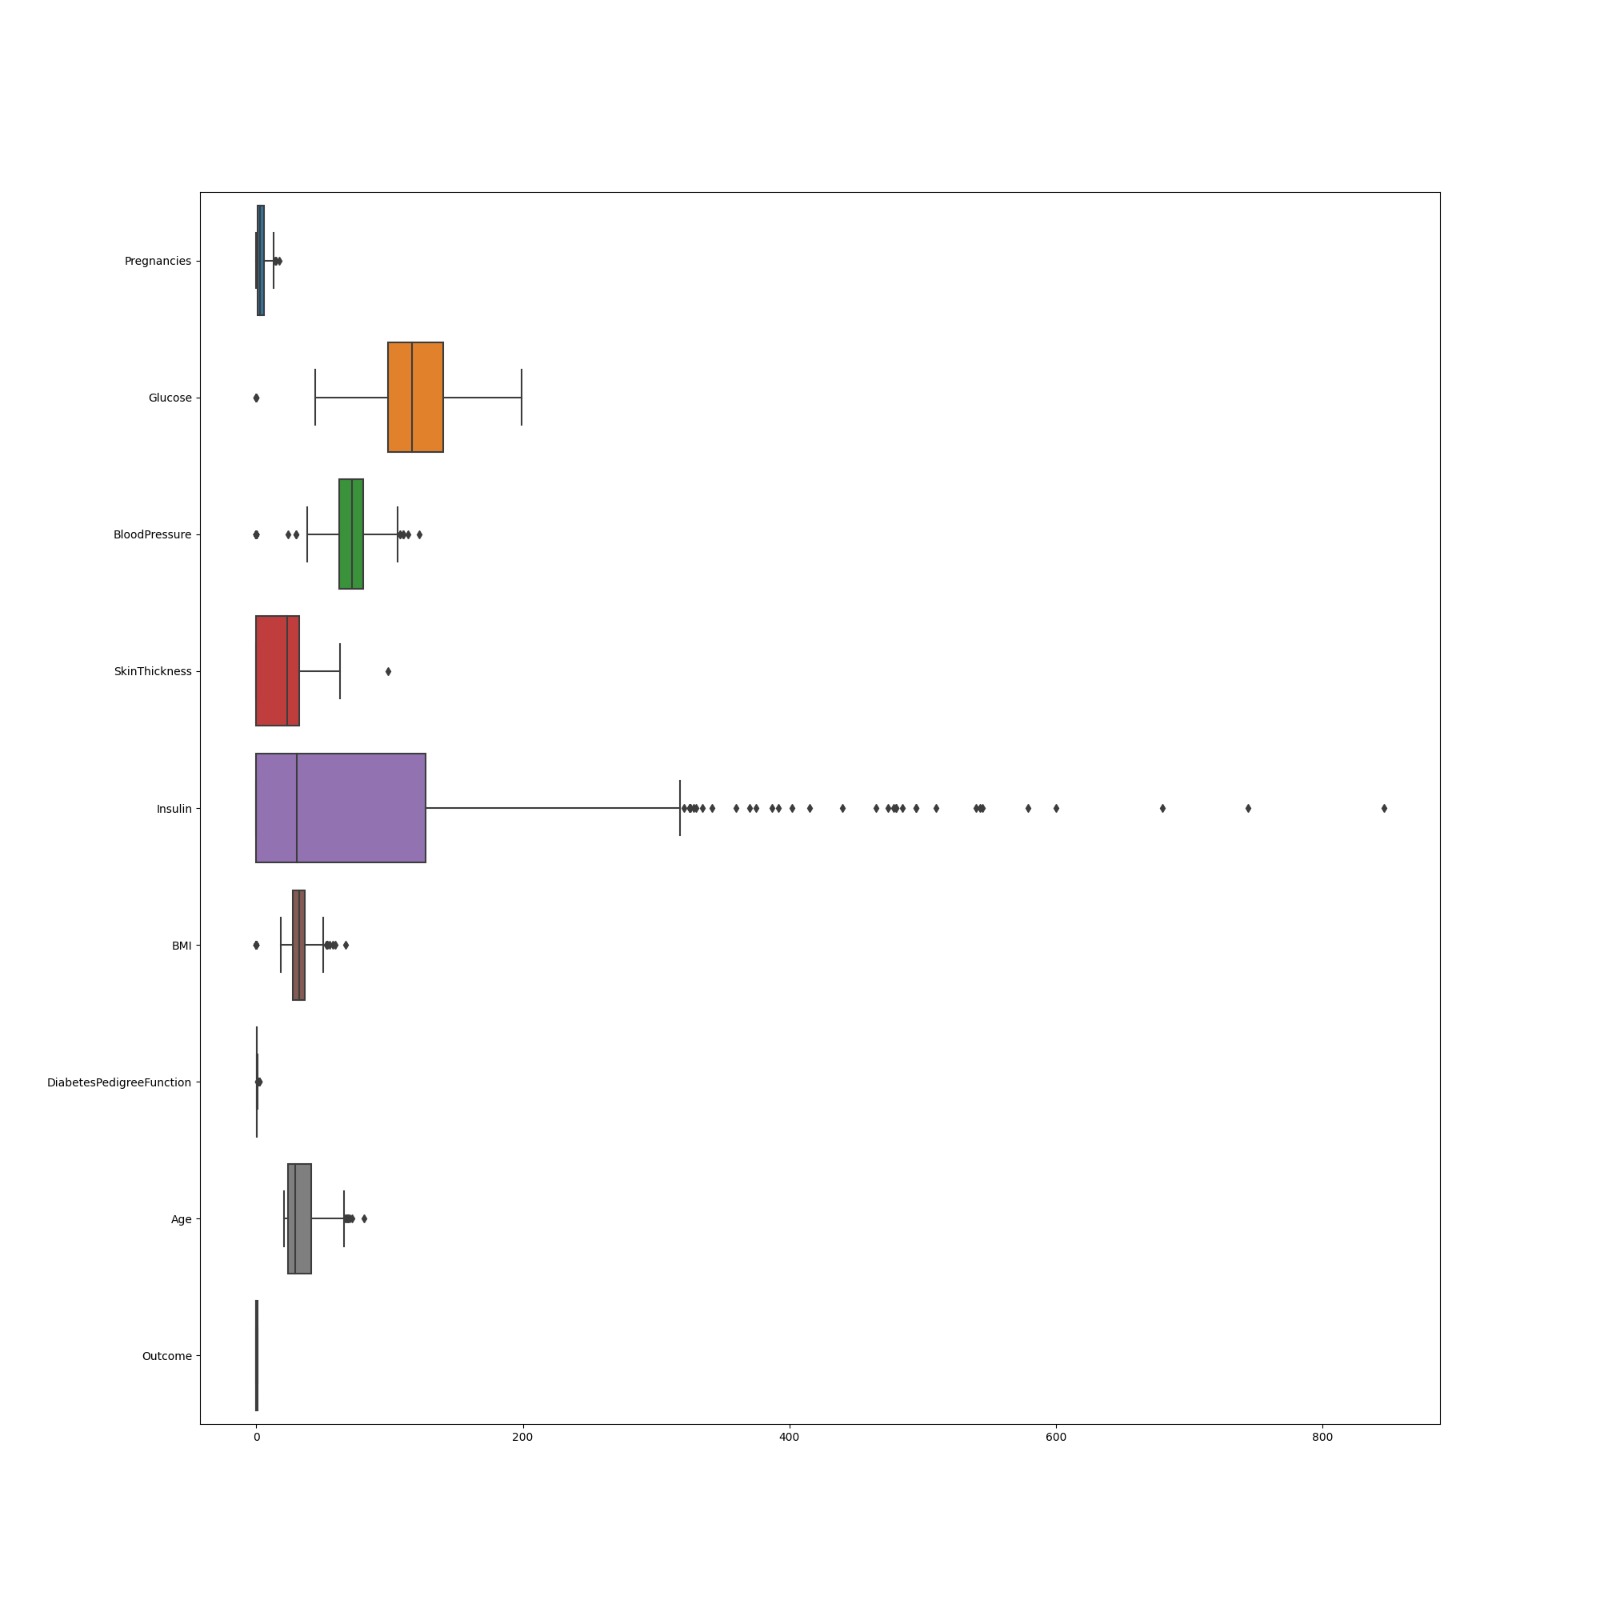 Pregnancies
Glucose
BloodPressure
SkinThickness
Insulin
BMI
DiabetesPedigreeFunction
Age
Outcome
0 200 400 600 800